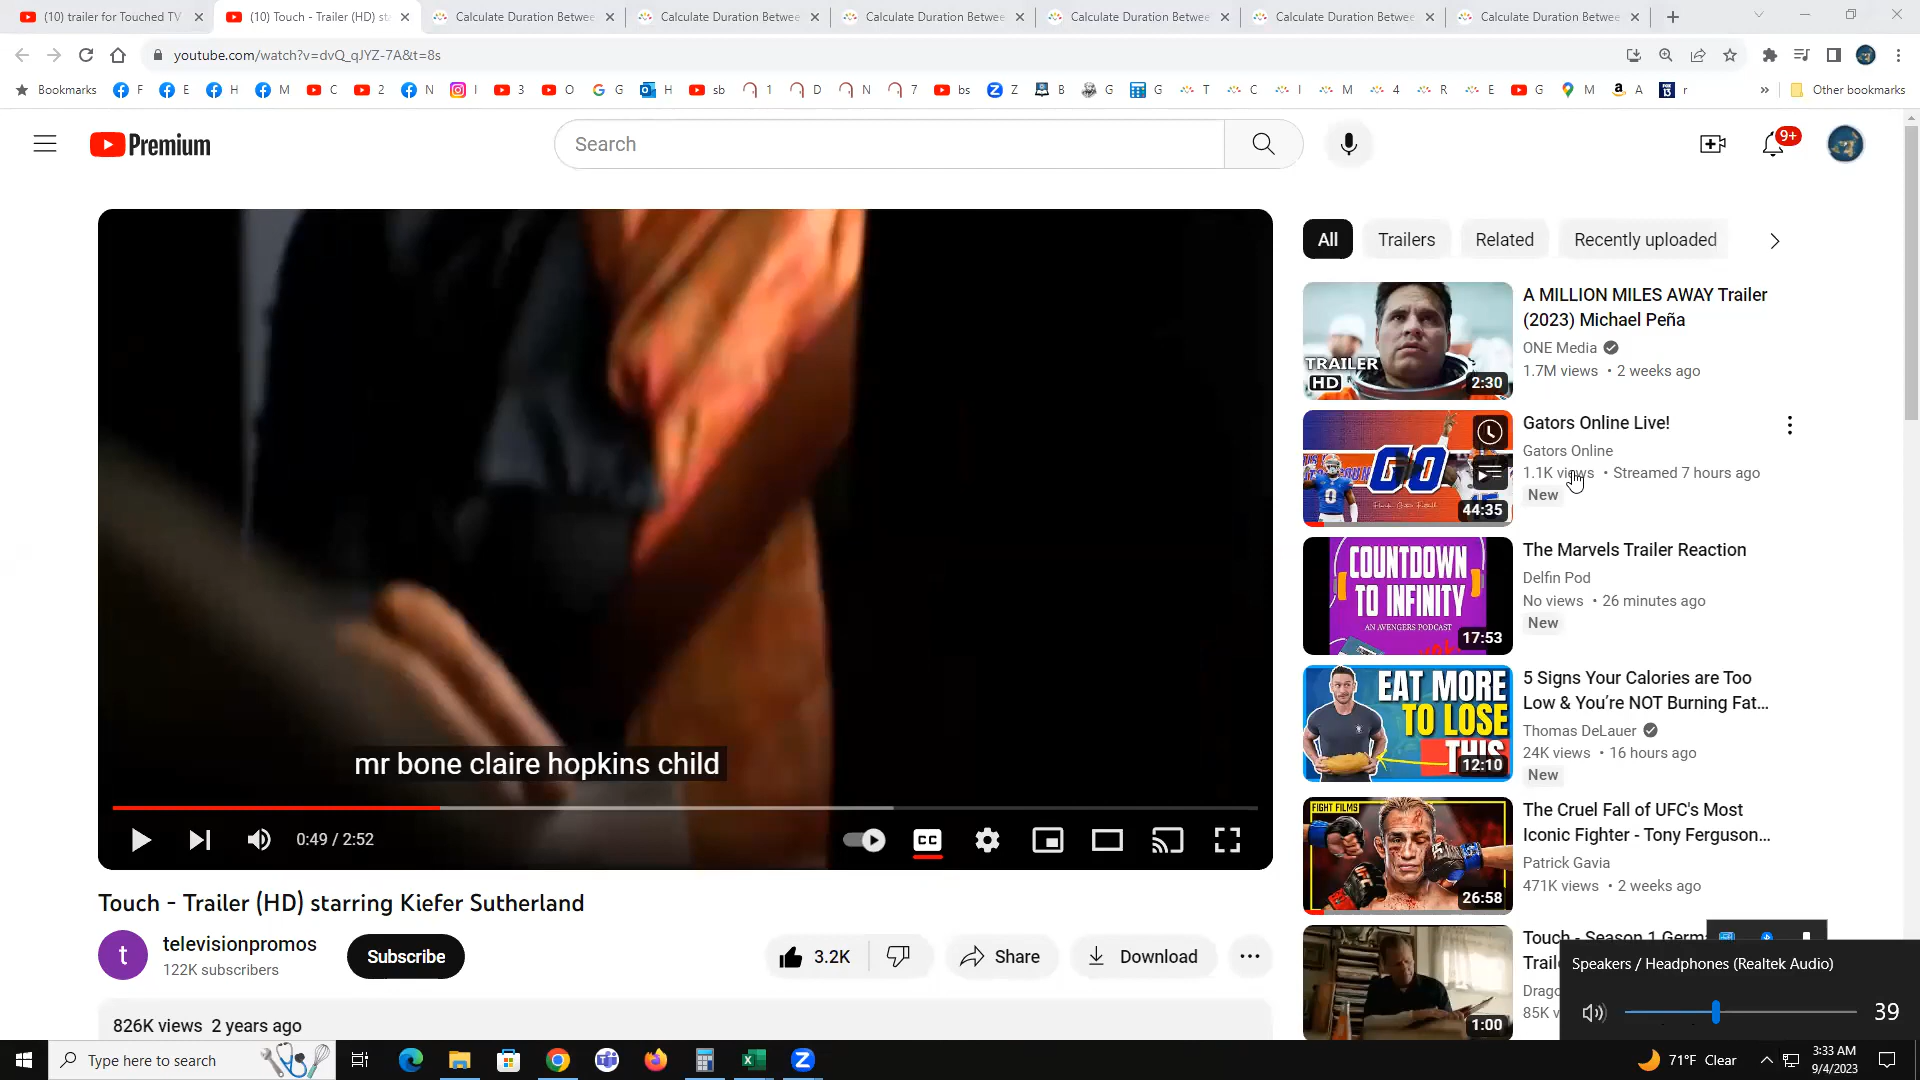 (10) trailer for Touched TV
(10) Touch - Trailer (HD) st
Calculate Duration Betwee
Calculate Duration Betwee
Calculate Duration Betwee
Calculate Duration Betwee
Calculate Duration Betwee
Calculate Duration Betwee
youtube.com/watch?v=dvQ_qJYZ-7A&t=8s
Bookmarks F E H M C 2 N I 3 O G H sb 1 D N 7 bs Z B G G T C I M 4 R E G M A r » Other bookmarks
Premium
Search
9+
All
Trailers
Related
Recently uploaded
TRAILER
HD
2:30
A MILLION MILES AWAY Trailer
(2023) Michael Peña
ONE Media
1.7M views • 2 weeks ago
GO
44:35
Gators Online Live!
Gators Online
1.1K views • Streamed 7 hours ago
New
COUNTDOWN
TO INFINITY
AN AVENGERS PODCAST
17:53
The Marvels Trailer Reaction
Delfin Pod
No views • 26 minutes ago
New
EAT MORE
TO LOSE
THIS
12:10
5 Signs Your Calories are Too
Low & You're NOT Burning Fat...
Thomas DeLauer
24K views • 16 hours ago
New
FIGHT FILMS
26:58
The Cruel Fall of UFC's Most
Iconic Fighter - Tony Ferguson...
Patrick Gavia
471K views • 2 weeks ago
1:00
Touch - Season 1 Germ
Trail
Drago
85K v
mr bone claire hopkins child
0:49 / 2:52
CC
Touch - Trailer (HD) starring Kiefer Sutherland
t
televisionpromos
122K subscribers
Subscribe
3.2K
Share
Download
826K views 2 years ago
Speakers / Headphones (Realtek Audio)
39
Type here to search
71°F Clear
3:33 AM
9/4/2023